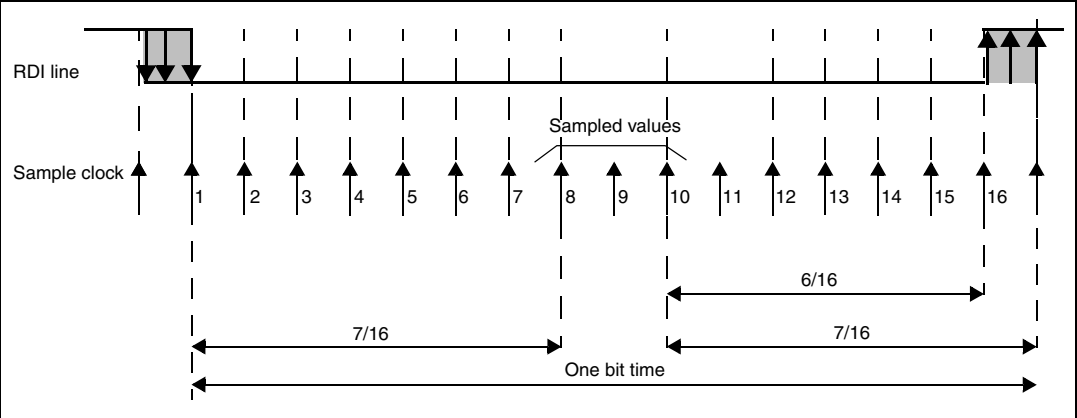 RDI line
Sampled values
Sample clock
1 2 3 4 5 6 7 8 9 10 11 12 13 14 15 16
6/16
7/16 7/16
One bit time